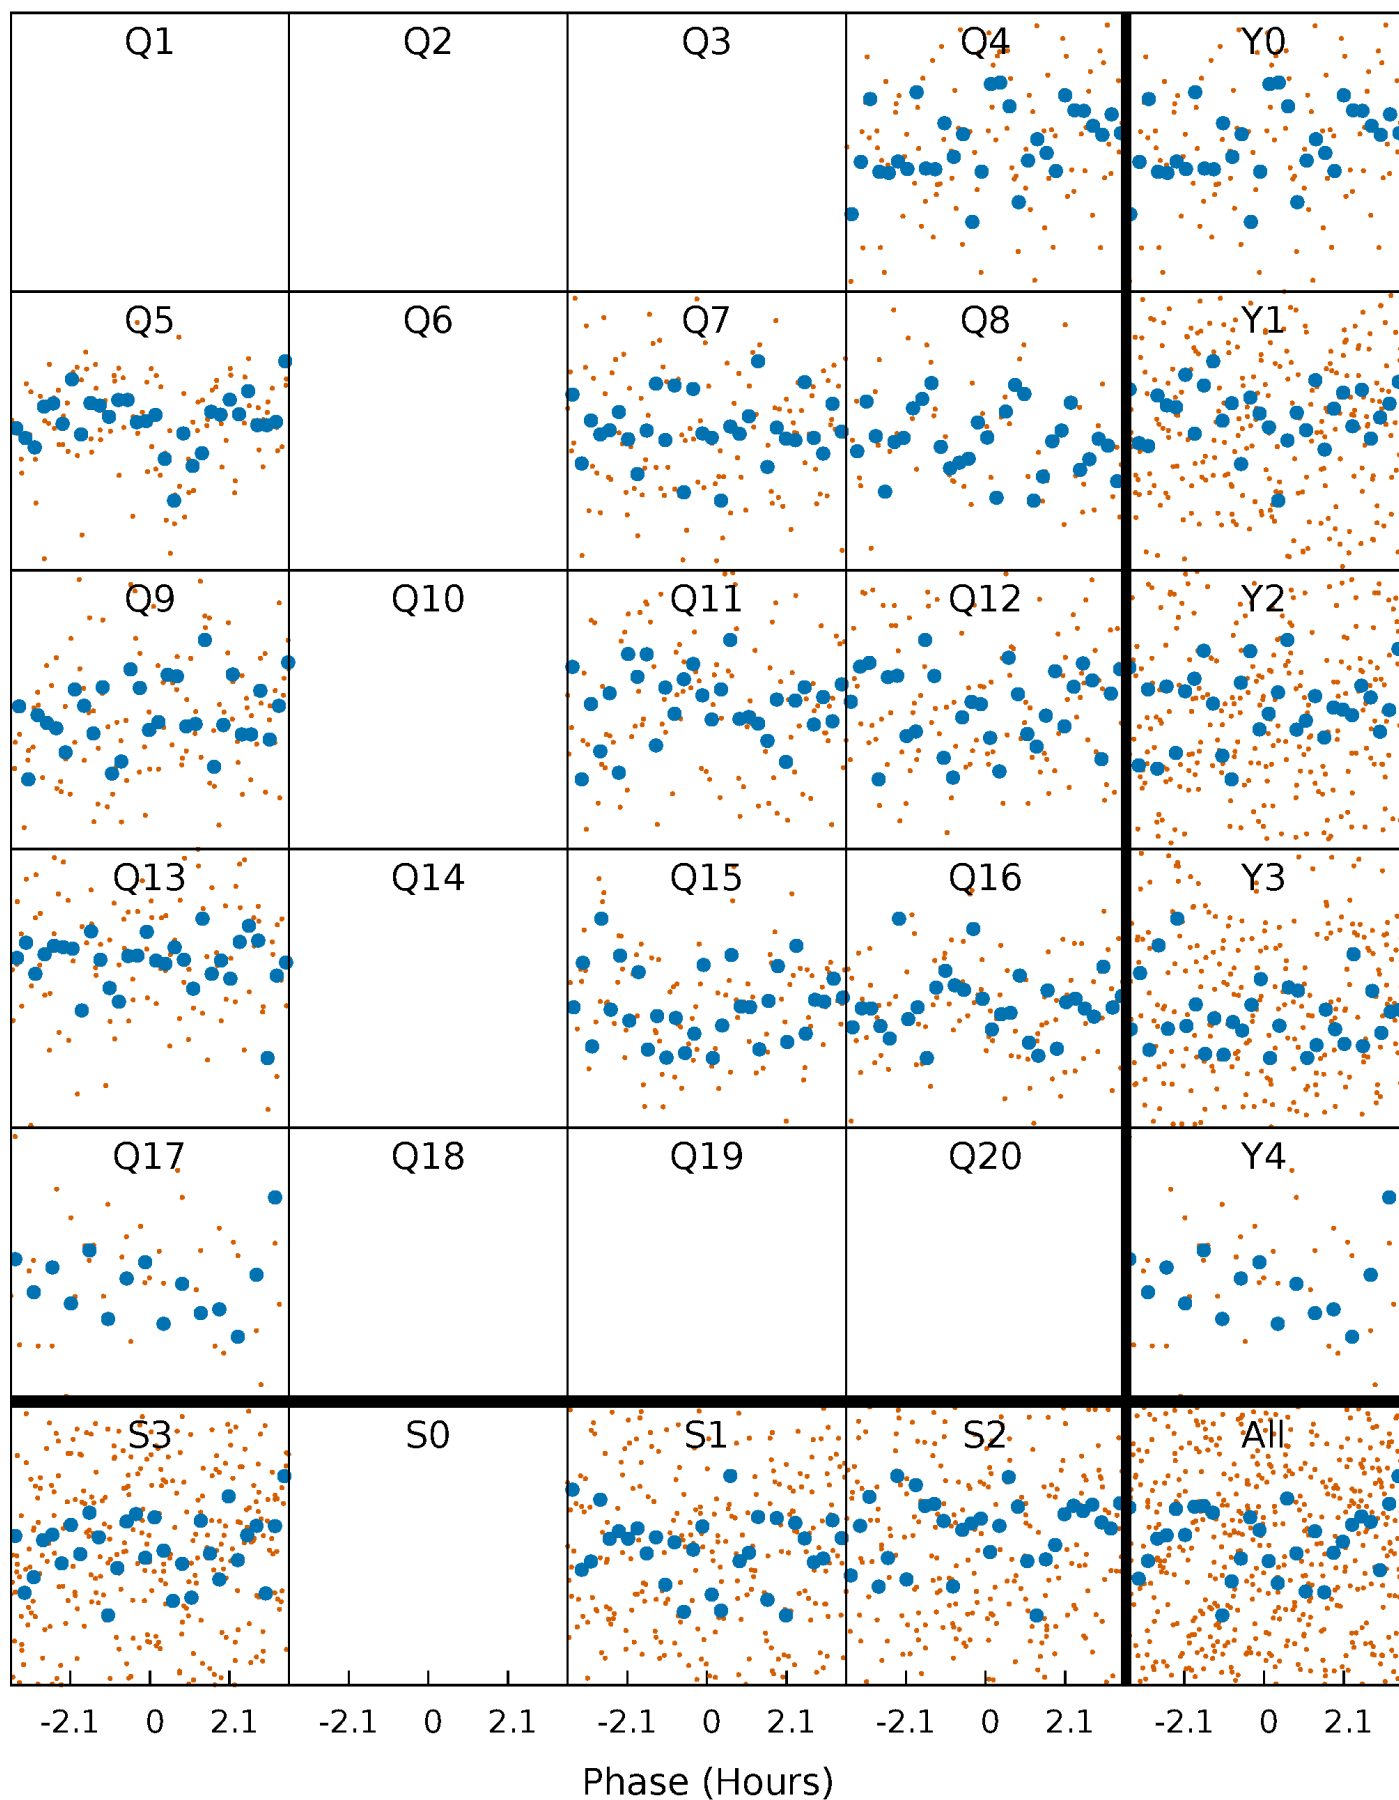 Q1 Q2 Q3 Q4 Y0
Q5 Q6 Q7 Q8 Y1
Q9 Q10 Q11 Q12 Y2
Q13 Q14 Q15 Q16 Y3
Q17 Q18 Q19 Q20 Y4
S3 S0 S1 S2 All
-2.1 0 2.1 -2.1 0 2.1 -2.1 0 2.1 -2.1 0 2.1 -2.1 0 2.1
Phase (Hours)